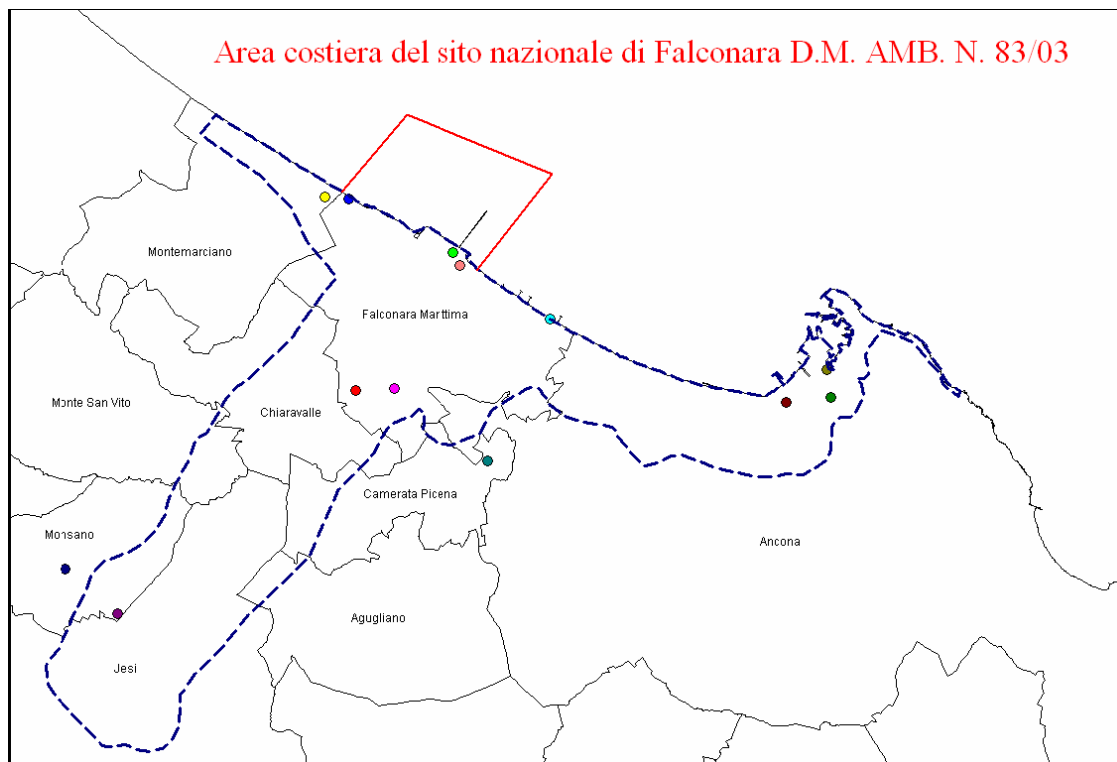 Area costiera del sito nazionale di Falconara D.M. AMB. N. 83/03
Montemarciano
Falconara Marttima
Monte San Vito
Chiaravalle
Camerata Picena
Monsano
Ancona
Agugliano
Jesi